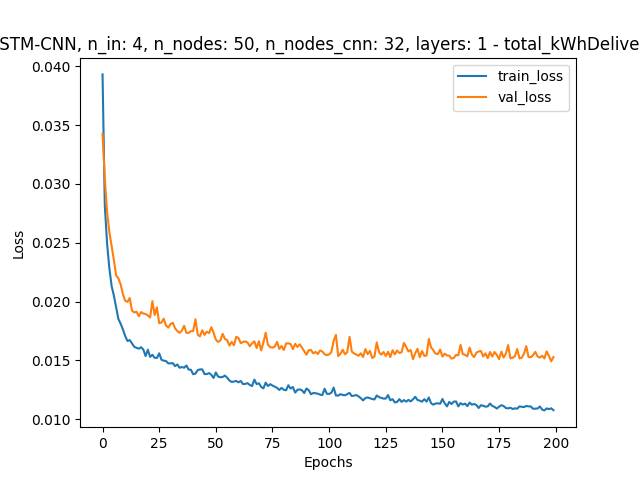 STM-CNN, n_in: 4, n_nodes: 50, n_nodes_cnn: 32, layers: 1 - total_kWhDelive
train_loss
val_loss
0.040
0.035
0.030
0.025
0.020
0.015
0.010
Loss
0 25 50 75 100 125 150 175 200
Epochs